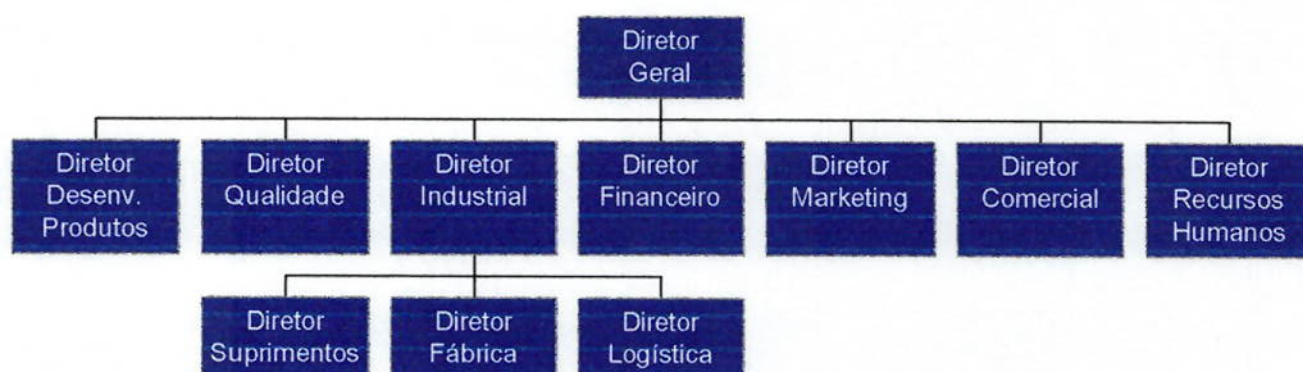 Diretor
Geral
Diretor
Desenv.
Produtos
Diretor
Qualidade
Diretor
Industrial
Diretor
Financeiro
Diretor
Marketing
Diretor
Comercial
Diretor
Recursos
Humanos
Diretor
Suprimentos
Diretor
Fábrica
Diretor
Logística